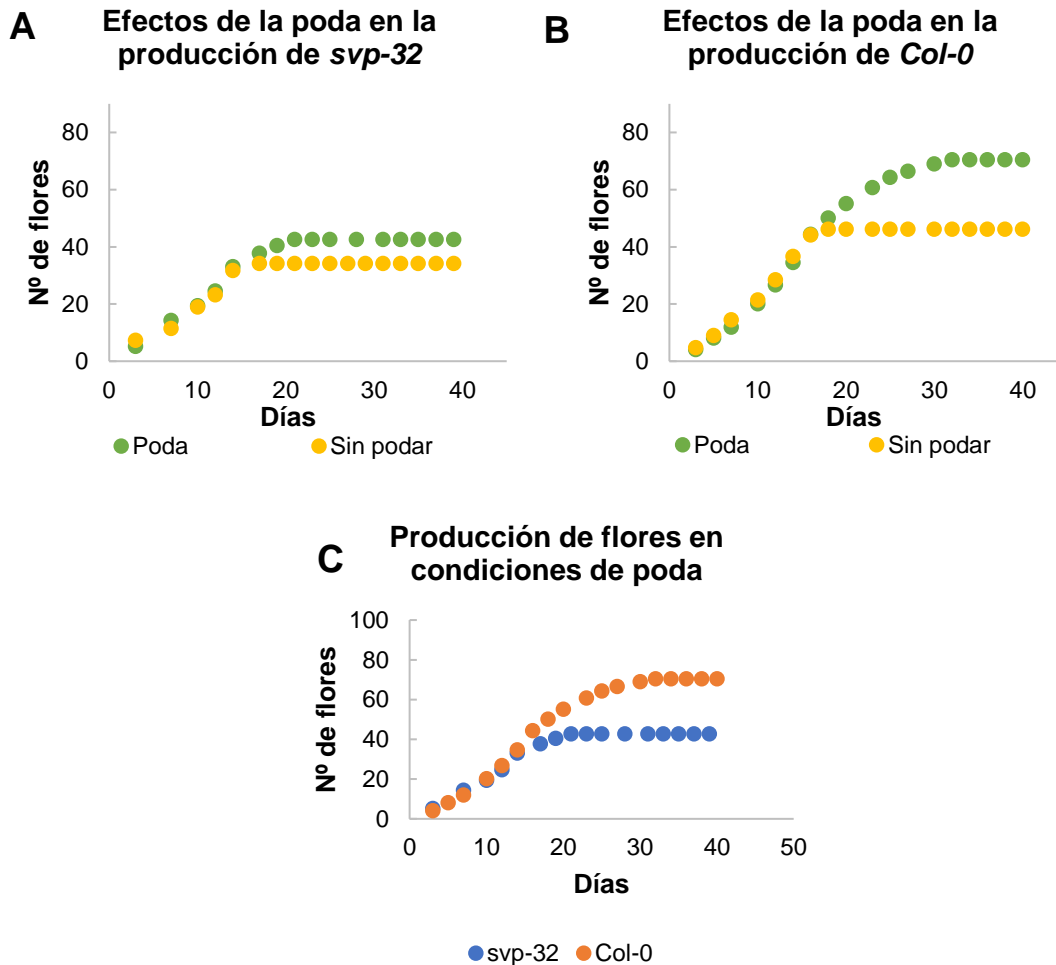 A
Efectos de la poda en la
producción de svp-32
Nº de flores
80
60
40
20
0
0 10 20 30 40
Días
Poda Sin podar
B
Efectos de la poda en la
producción de Col-0
Nº de flores
80
60
40
20
0
0 10 20 30 40
Días
Poda Sin podar
C
Producción de flores en
condiciones de poda
Nº de flores
100
80
60
40
20
0
0 10 20 30 40 50
Días
svp-32 Col-0